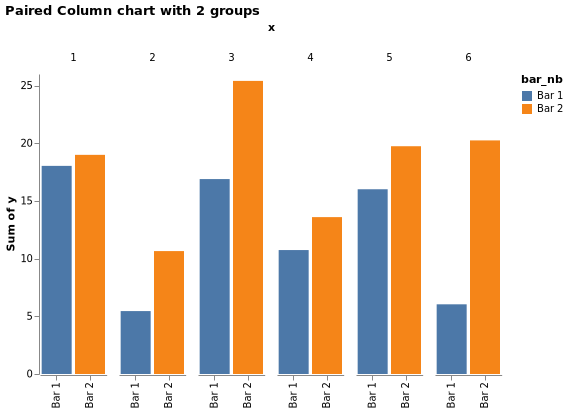 Paired Column chart with 2 groups
x
1 2 3 4 5 6
bar_nb
Bar 1
Bar 2
Sum of y
25
20
15
10
5
0
Bar 1 Bar 2 Bar 1 Bar 2 Bar 1 Bar 2 Bar 1 Bar 2 Bar 1 Bar 2 Bar 1 Bar 2